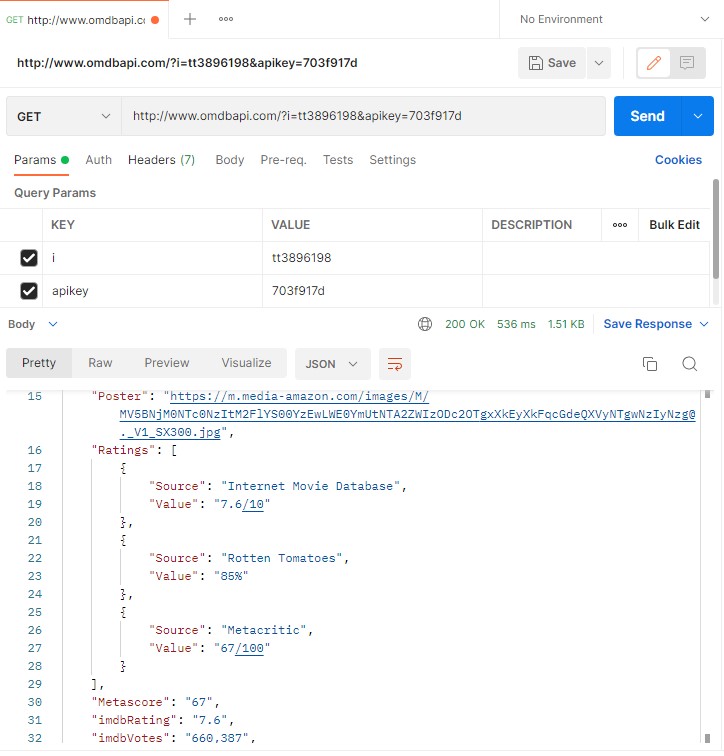 GET http://www.omdbapi.c
No Environment
http://www.omdbapi.com/?i=tt3896198&apikey=703f917d
Save
GET http://www.omdbapi.com/?i=tt3896198&apikey=703f917d Send
Params Auth Headers (7) Body Pre-req. Tests Settings Cookies
Query Params
KEY VALUE DESCRIPTION Bulk Edit
i tt3896198
apikey 703f917d
Body 200 OK 536 ms 1.51 KB Save Response
Pretty Raw Preview Visualize JSON
15 "Poster": "https://m.media-amazon.com/images/M/
MV5BNjM0NTc0NzItM2FlYS00YzEwLWE0YmUtNTA2ZWIzODc2OTgxXkEyXkFqcGdeQXVyNTgwNzIyNzg@
._V1_SX300.jpg",
16 "Ratings": [
17 {
18 "Source": "Internet Movie Database",
19 "Value": "7.6/10"
20 },
21 {
22 "Source": "Rotten Tomatoes",
23 "Value": "85%"
24 },
25 {
26 "Source": "Metacritic",
27 "Value": "67/100"
28 }
29 ],
30 "Metascore": "67",
31 "imdbRating": "7.6",
32 "imdbVotes": "660,387",